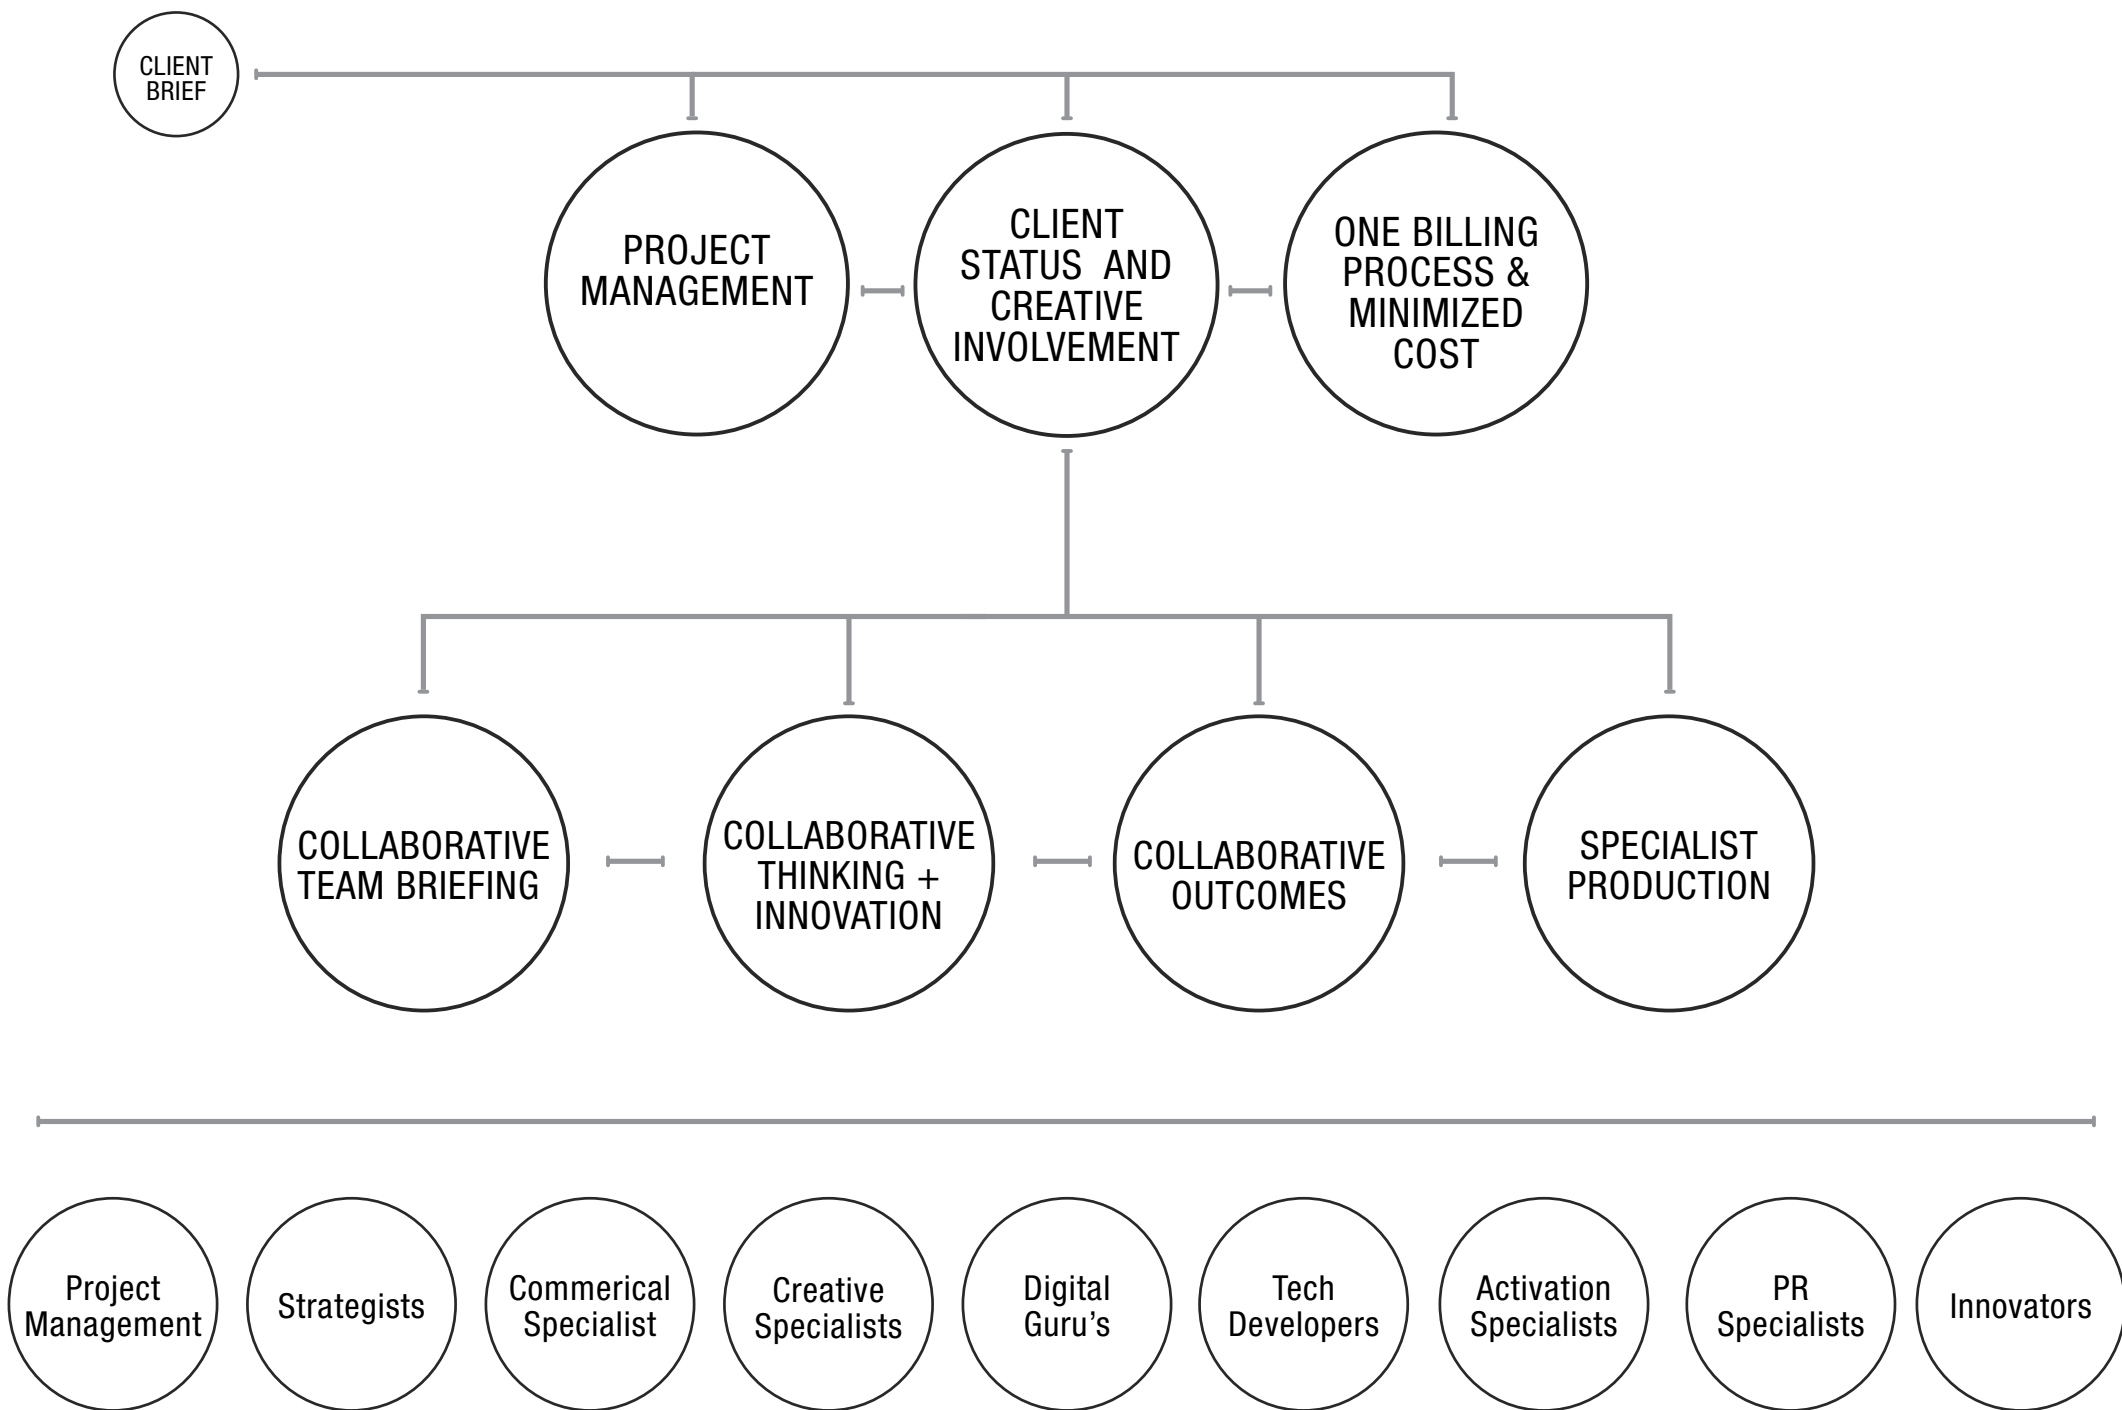 CLIENT
BRIEF
PROJECT
MANAGEMENT
CLIENT
STATUS AND
CREATIVE
INVOLVEMENT
ONE BILLING
PROCESS &
MINIMIZED
COST
COLLABORATIVE
TEAM BRIEFING
COLLABORATIVE
THINKING +
INNOVATION
COLLABORATIVE
OUTCOMES
SPECIALIST
PRODUCTION
Project
Management
Strategists
Commerical
Specialist
Creative
Specialists
Digital
Guru’s
Tech
Developers
Activation
Specialists
PR
Specialists
Innovators